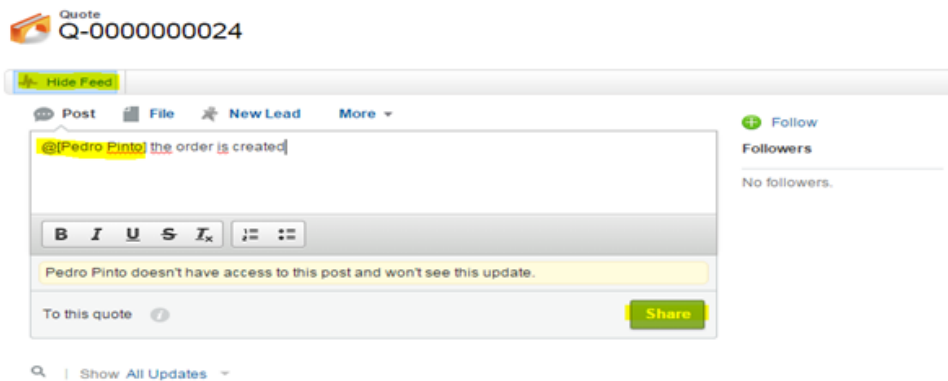 Quote
Q-0000000024
Hide Feed
Post File New Lead More
@[Pedro Pinto] the order is created
Follow
Followers
No followers.
B I U S Tx
Pedro Pinto doesn't have access to this post and won't see this update.
To this quote
Share
Show All Updates